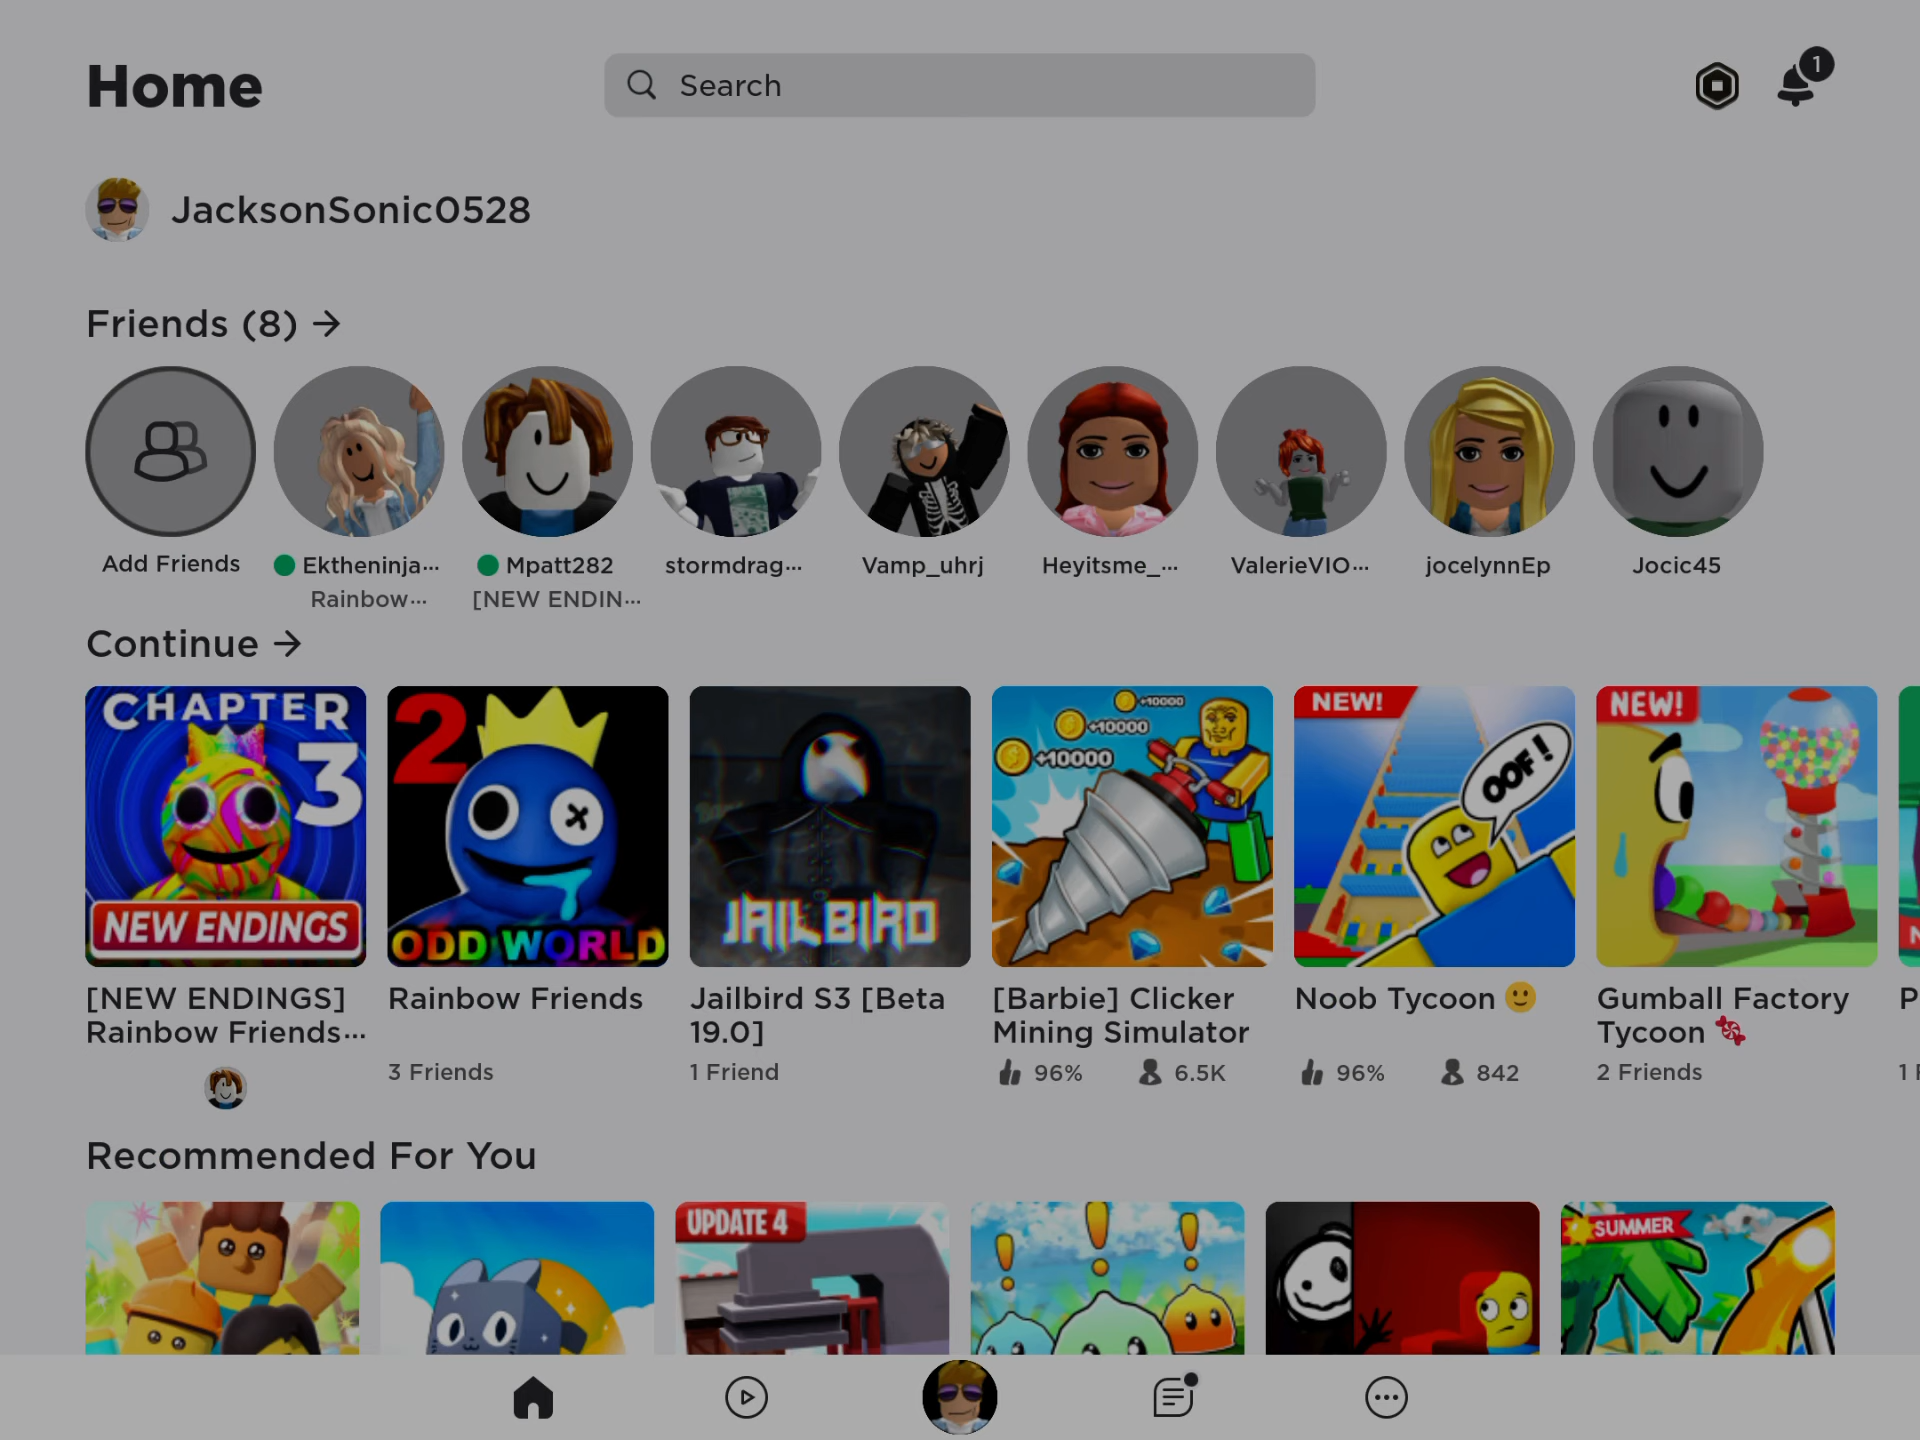 Home
Search
1
JacksonSonic0528
Friends (8) →
Add Friends
Ektheninja...
Mpatt282
stormdrag...
Vamp_uhrj
Heyitsme_...
ValerieVIO...
jocelynnEp
Jocic45
Rainbow...
[NEW ENDIN...
Continue →
CHAPTER
3
NEW ENDINGS
2
ODD WORLD
JAILBIRD
+10000
+10000
+10000
NEW!
OOF!
NEW!
[NEW ENDINGS]
Rainbow Friends...
Rainbow Friends
3 Friends
Jailbird S3 [Beta
19.0]
1 Friend
[Barbie] Clicker
Mining Simulator
96%
6.5K
Noob Tycoon 🙂
96%
842
Gumball Factory
Tycoon 🍬
2 Friends
P
1 F
Recommended For You
UPDATE 4
SUMMER